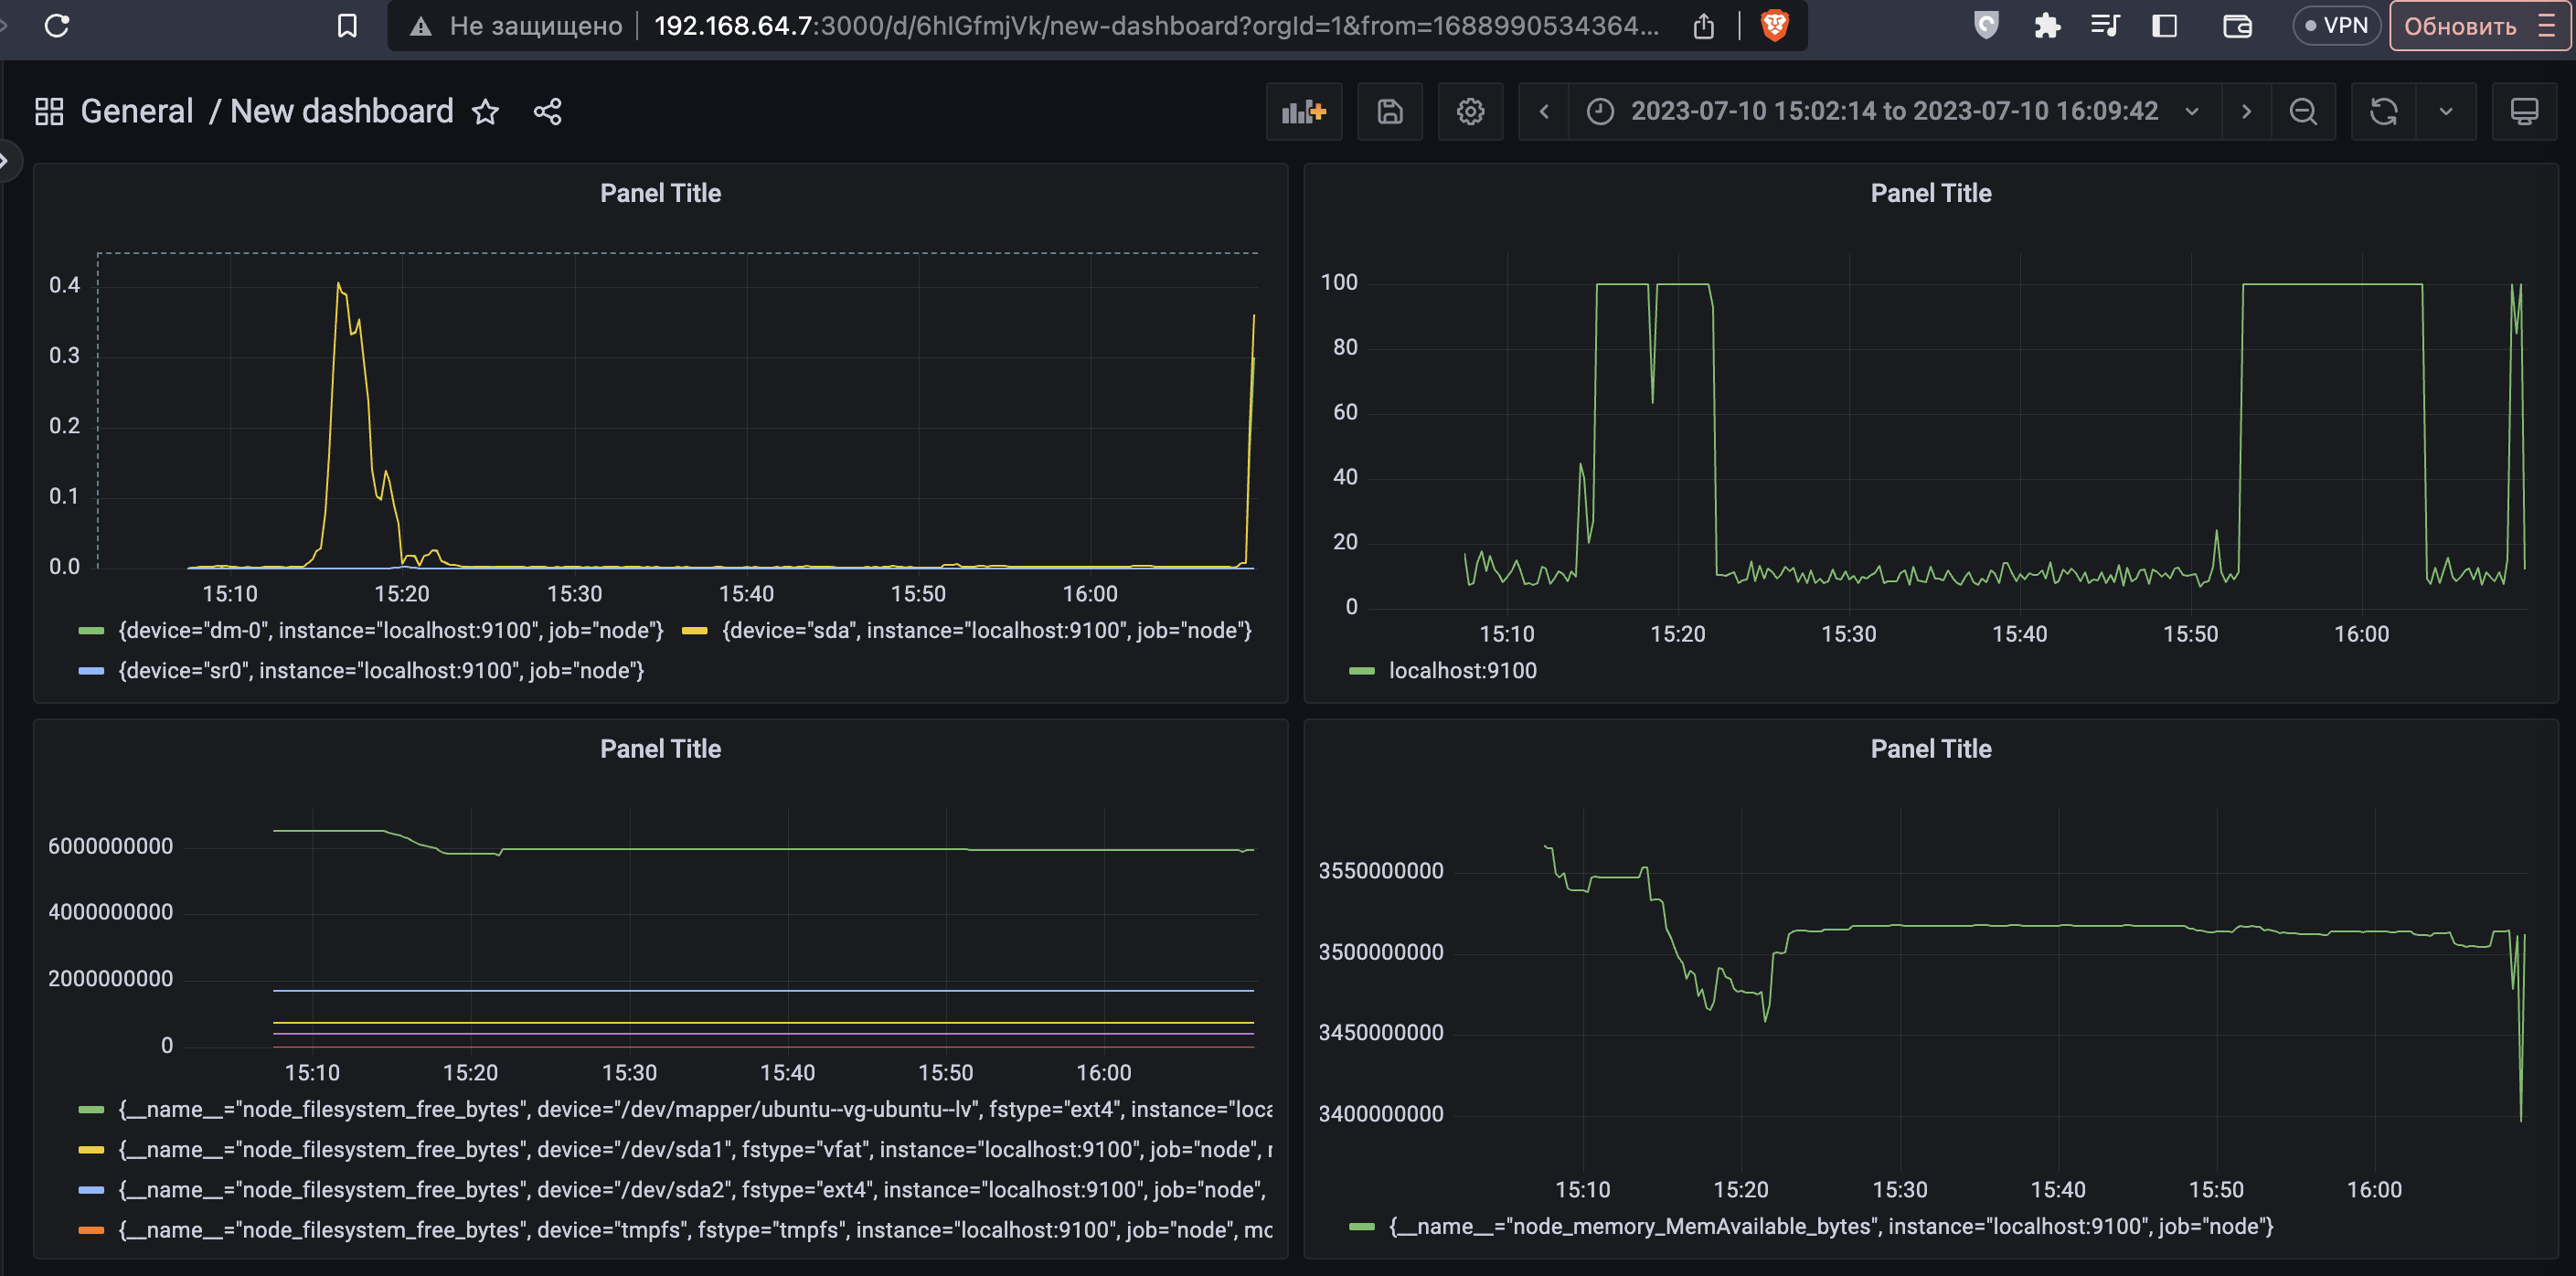 Не защищено 192.168.64.7:3000/d/6hIGfmjVk/new-dashboard?orgId=1&from=1688990534364... VPN Обновить
General / New dashboard 2023-07-10 15:02:14 to 2023-07-10 16:09:42
Panel Title
0.4
0.3
0.2
0.1
0.0
15:10 15:20 15:30 15:40 15:50 16:00
{device="dm-0", instance="localhost:9100", job="node"} {device="sda", instance="localhost:9100", job="node"}
{device="sr0", instance="localhost:9100", job="node"}
Panel Title
100
80
60
40
20
0
15:10 15:20 15:30 15:40 15:50 16:00
localhost:9100
Panel Title
6000000000
4000000000
2000000000
0
15:10 15:20 15:30 15:40 15:50 16:00
{__name__="node_filesystem_free_bytes", device="/dev/mapper/ubuntu--vg-ubuntu--lv", fstype="ext4", instance="loca
{__name__="node_filesystem_free_bytes", device="/dev/sda1", fstype="vfat", instance="localhost:9100", job="node", r
{__name__="node_filesystem_free_bytes", device="/dev/sda2", fstype="ext4", instance="localhost:9100", job="node",
{__name__="node_filesystem_free_bytes", device="tmpfs", fstype="tmpfs", instance="localhost:9100", job="node", mo
Panel Title
3550000000
3500000000
3450000000
3400000000
15:10 15:20 15:30 15:40 15:50 16:00
{__name__="node_memory_MemAvailable_bytes", instance="localhost:9100", job="node"}